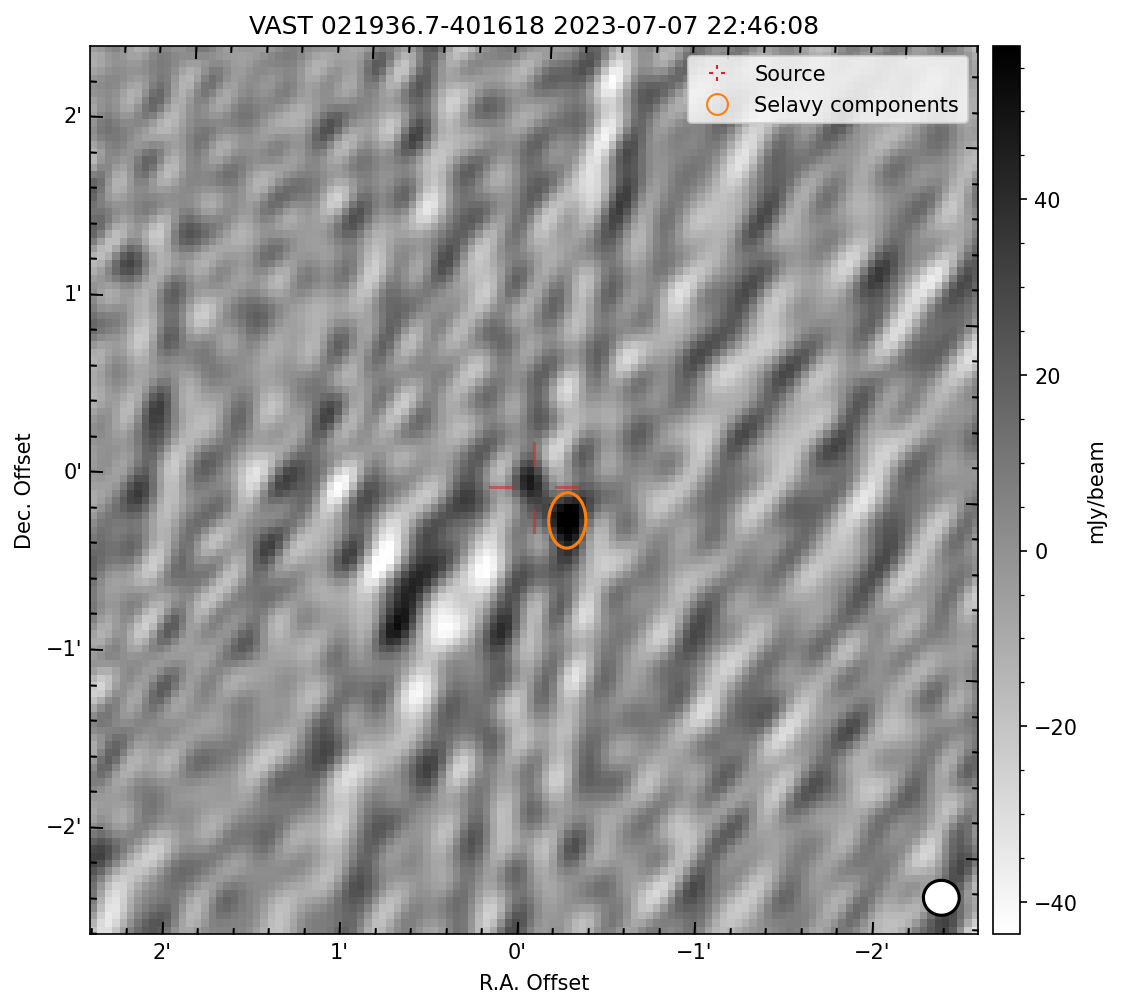 VAST 021936.7-401618 2023-07-07 22:46:08
Source
Selavy components
2'
1'
0'
−1'
−2'
Dec. Offset
2'
1'
0'
−1'
−2'
R.A. Offset
40
20
0
−20
−40
mJy/beam